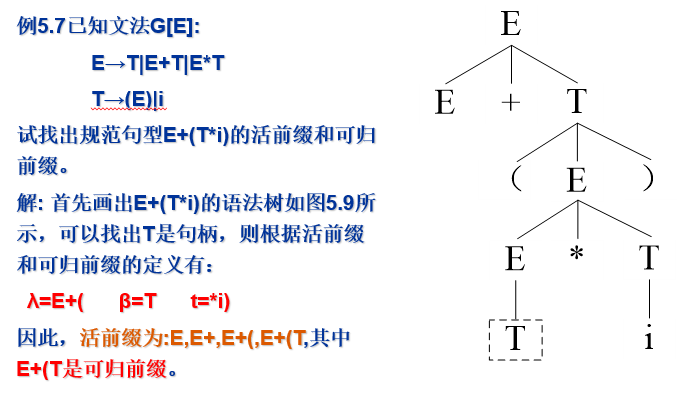 例5.7已知文法G[E]:
E→T|E+T|E*T
T→(E)|i
试找出规范句型E+(T*i)的活前缀和可归
前缀。
解: 首先画出E+(T*i)的语法树如图5.9所
示，可以找出T是句柄，则根据活前缀
和可归前缀的定义有：
λ=E+( β=T t=*i)
因此，活前缀为:E,E+,E+(,E+(T,其中
E+(T是可归前缀。
E
E + T
( E )
E * T
T i